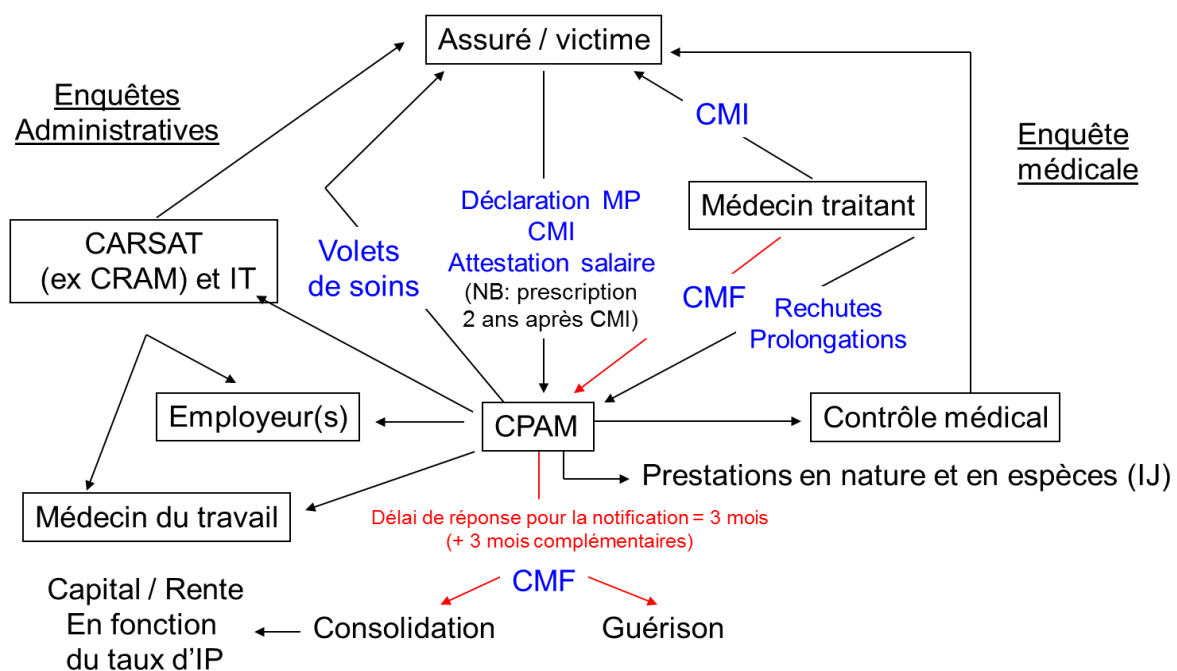 Assuré / victime
Enquêtes
Administratives
CMI
Enquête
médicale
Déclaration MP
CMI
Attestation salaire
(NB: prescription
2 ans après CMI)
Médecin traitant
CARSAT
(ex CRAM) et IT
Volets
de soins
CMF
Rechutes
Prolongations
Employeur(s)
CPAM
Contrôle médical
Prestations en nature et en espèces (IJ)
Médecin du travail
Délai de réponse pour la notification = 3 mois
(+ 3 mois complémentaires)
CMF
Capital / Rente
En fonction
du taux d’IP
Consolidation
Guérison